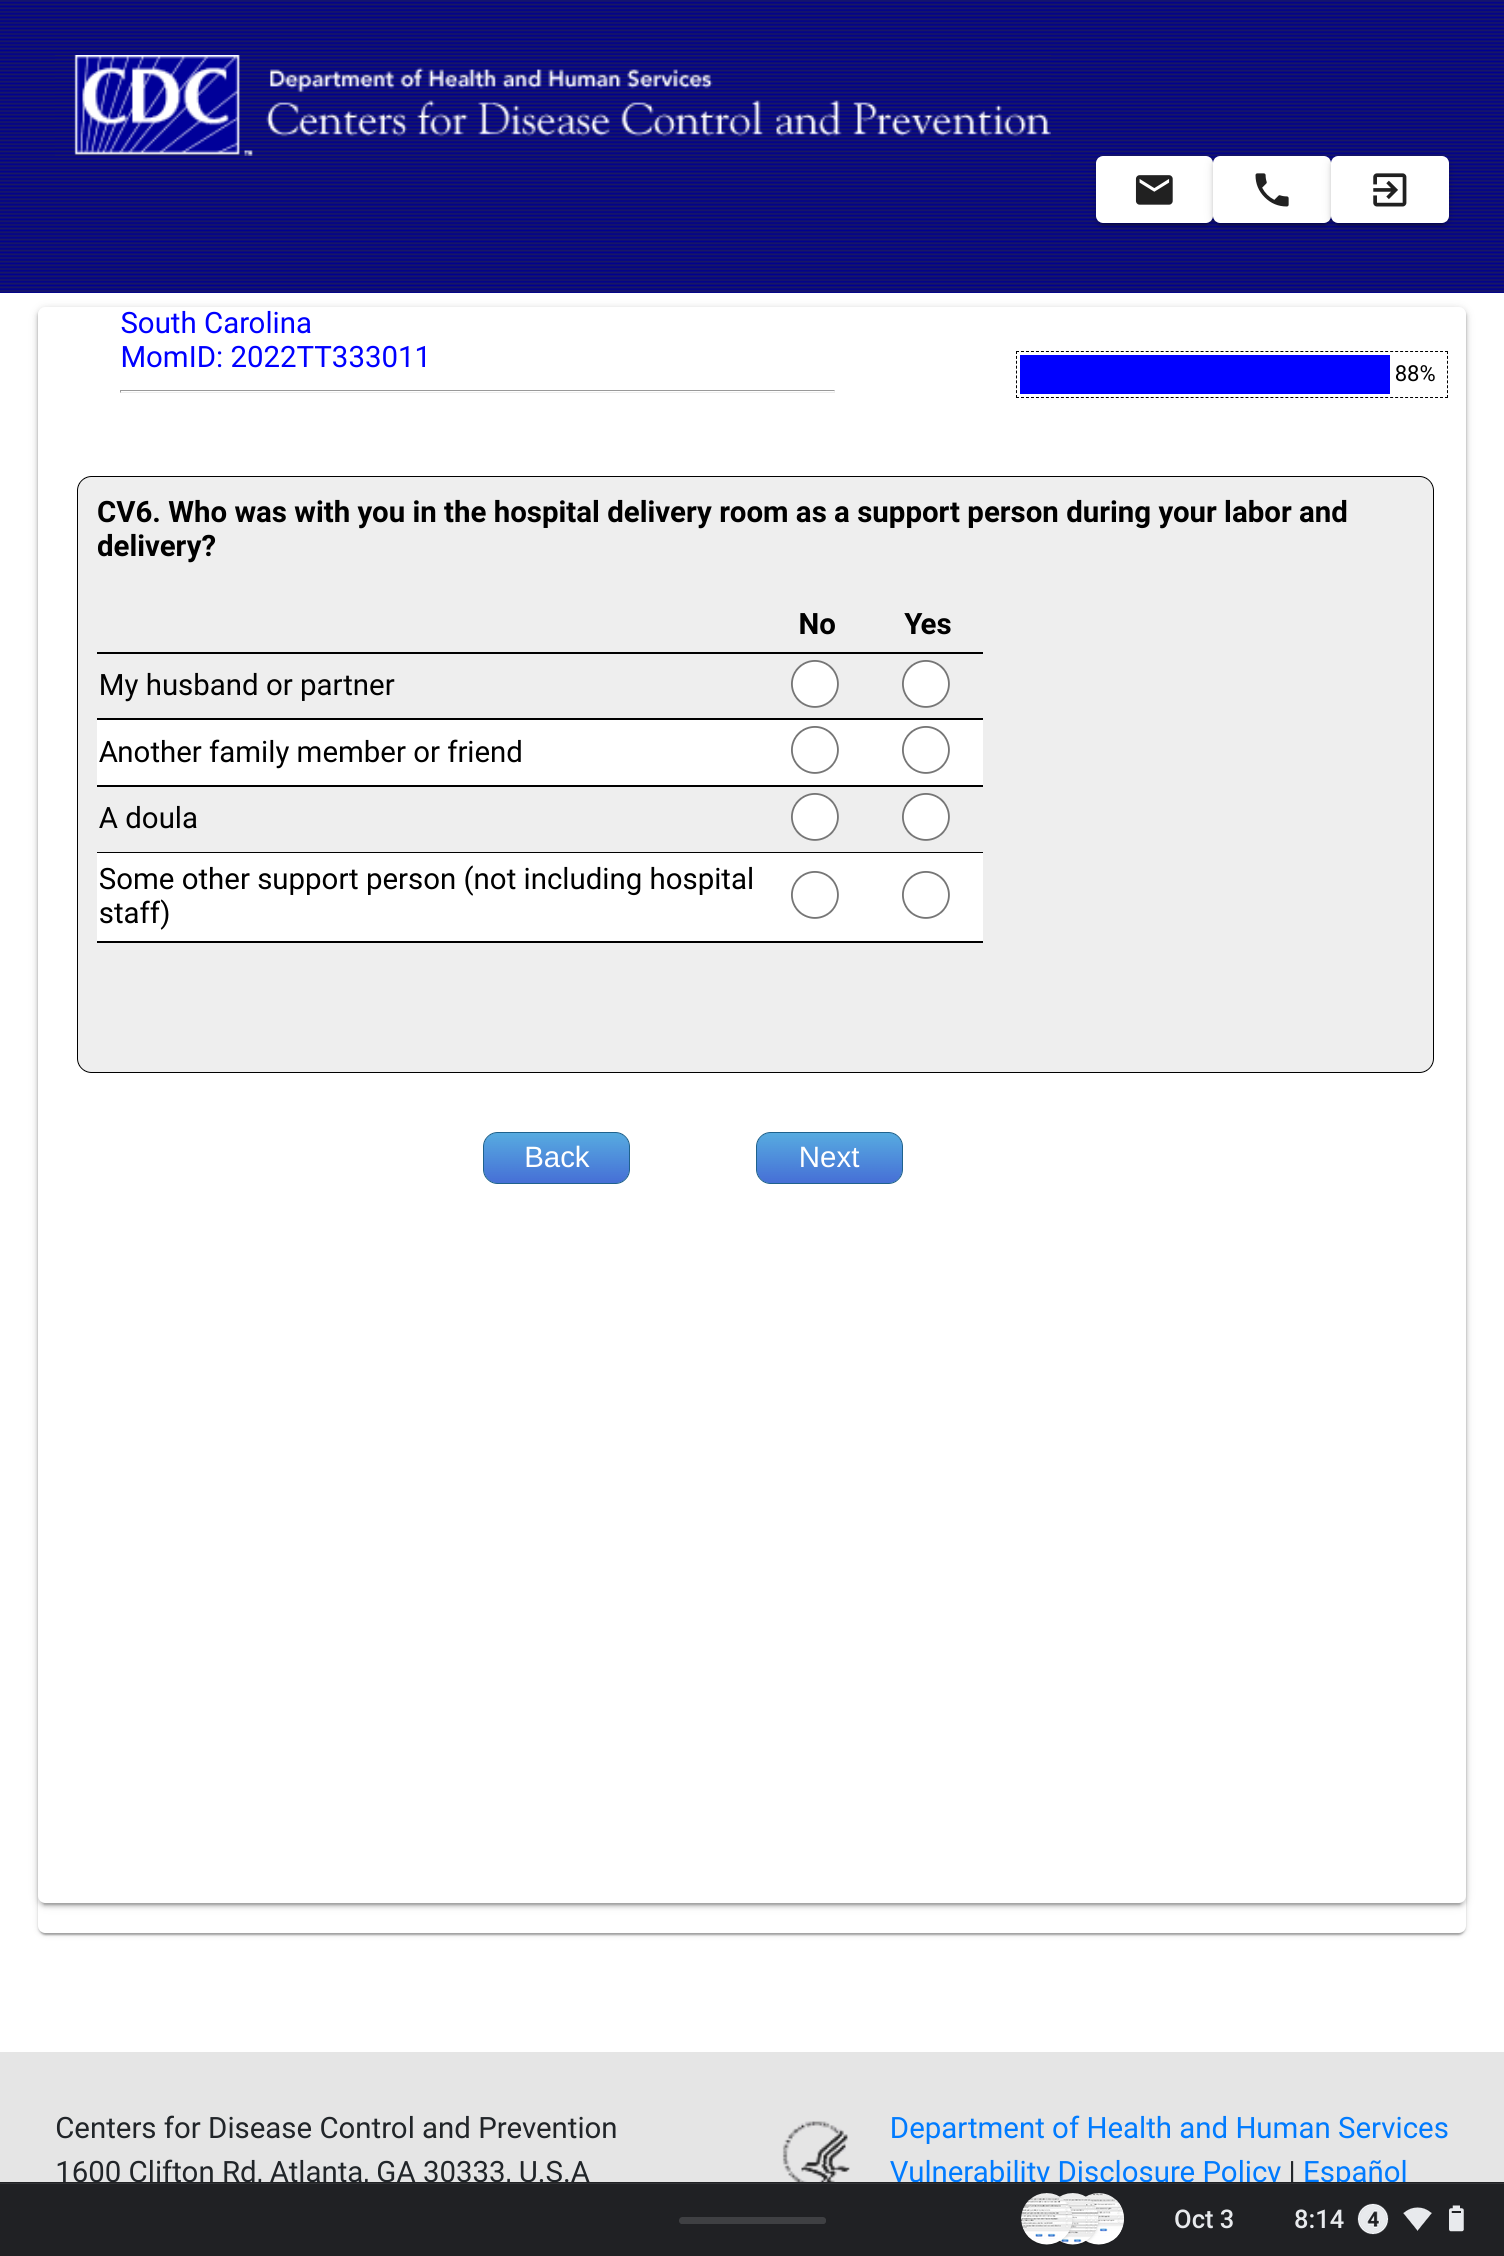 CDC
Department of Health and Human Services
Centers for Disease Control and Prevention
South Carolina
MomID: 2022TT333011
88%
CV6. Who was with you in the hospital delivery room as a support person during your labor and
delivery?
No Yes
My husband or partner
Another family member or friend
A doula
Some other support person (not including hospital
staff)
Back Next
Centers for Disease Control and Prevention
1600 Clifton Rd, Atlanta, GA 30333, U.S.A
Department of Health and Human Services
Vulnerability Disclosure Policy | Español
Oct 3 8:14 4